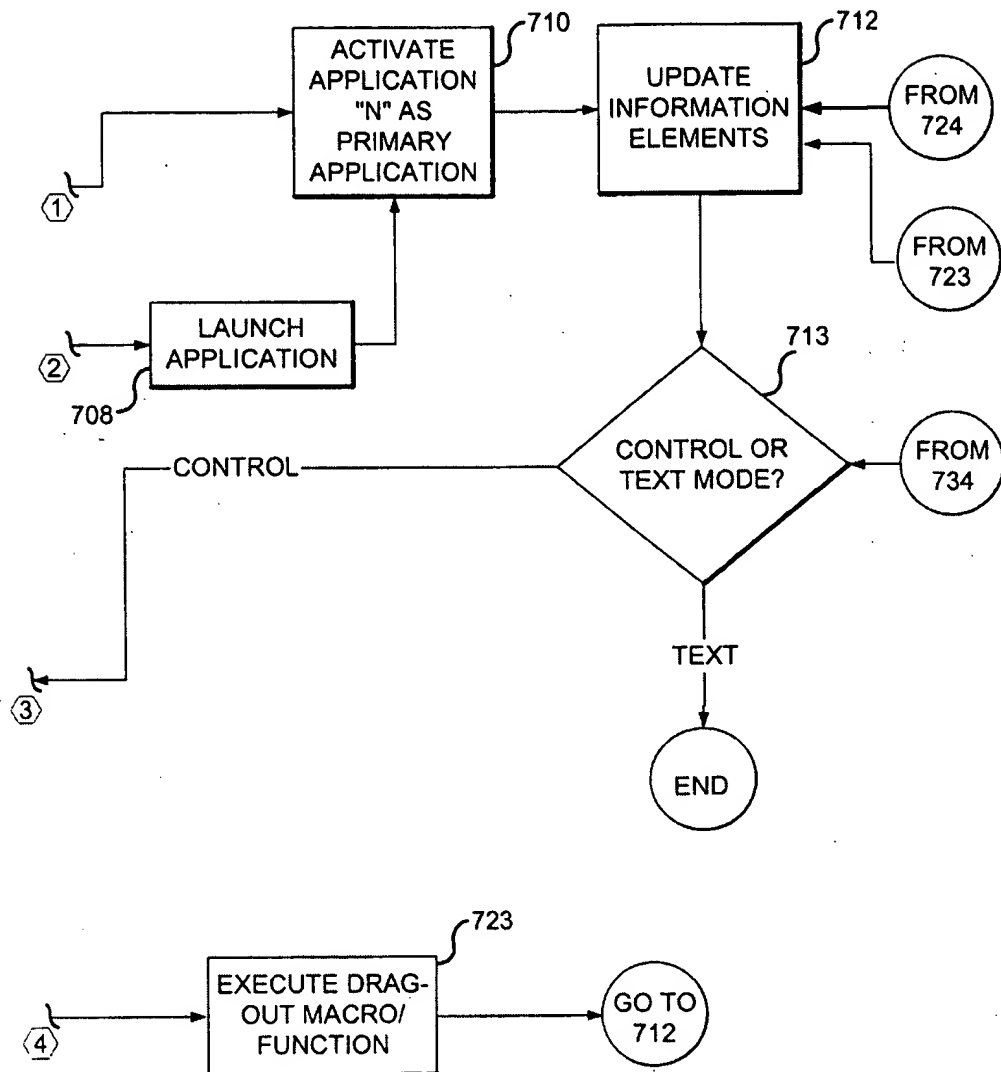 710
ACTIVATE
APPLICATION
"N" AS
PRIMARY
APPLICATION
712
UPDATE
INFORMATION
ELEMENTS
FROM
724
1
FROM
723
2
LAUNCH
APPLICATION
708
713
CONTROL
CONTROL OR
TEXT MODE?
FROM
734
TEXT
3
END
723
4
EXECUTE DRAG-
OUT MACRO/
FUNCTION
GO TO
712